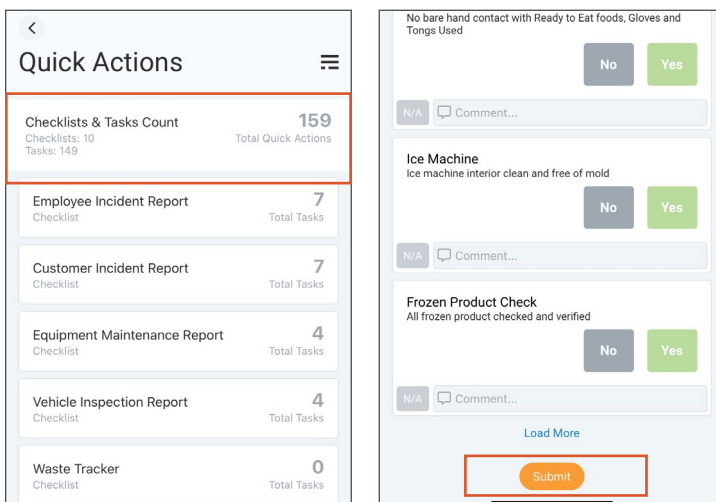 Quick Actions
Checklists & Tasks Count
159
Checklists: 10
Total Quick Actions
Tasks: 149
Employee Incident Report
7
Checklist
Total Tasks
Customer Incident Report
7
Checklist
Total Tasks
Equipment Maintenance Report
4
Checklist
Total Tasks
Vehicle Inspection Report
4
Checklist
Total Tasks
Waste Tracker
0
Checklist
Total Tasks
No bare hand contact with Ready to Eat foods, Gloves and
Tongs Used
No
Yes
N/A
Comment...
Ice Machine
Ice machine interior clean and free of mold
No
Yes
N/A
Comment...
Frozen Product Check
All frozen product checked and verified
No
Yes
N/A
Comment...
Load More
Submit